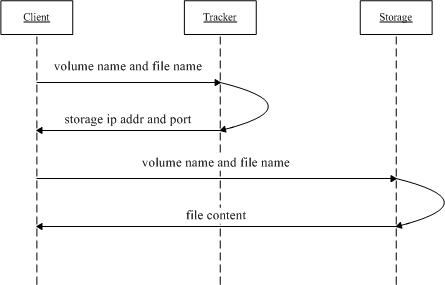 Client
Tracker
Storage
volume name and file name
storage ip addr and port
volume name and file name
file content